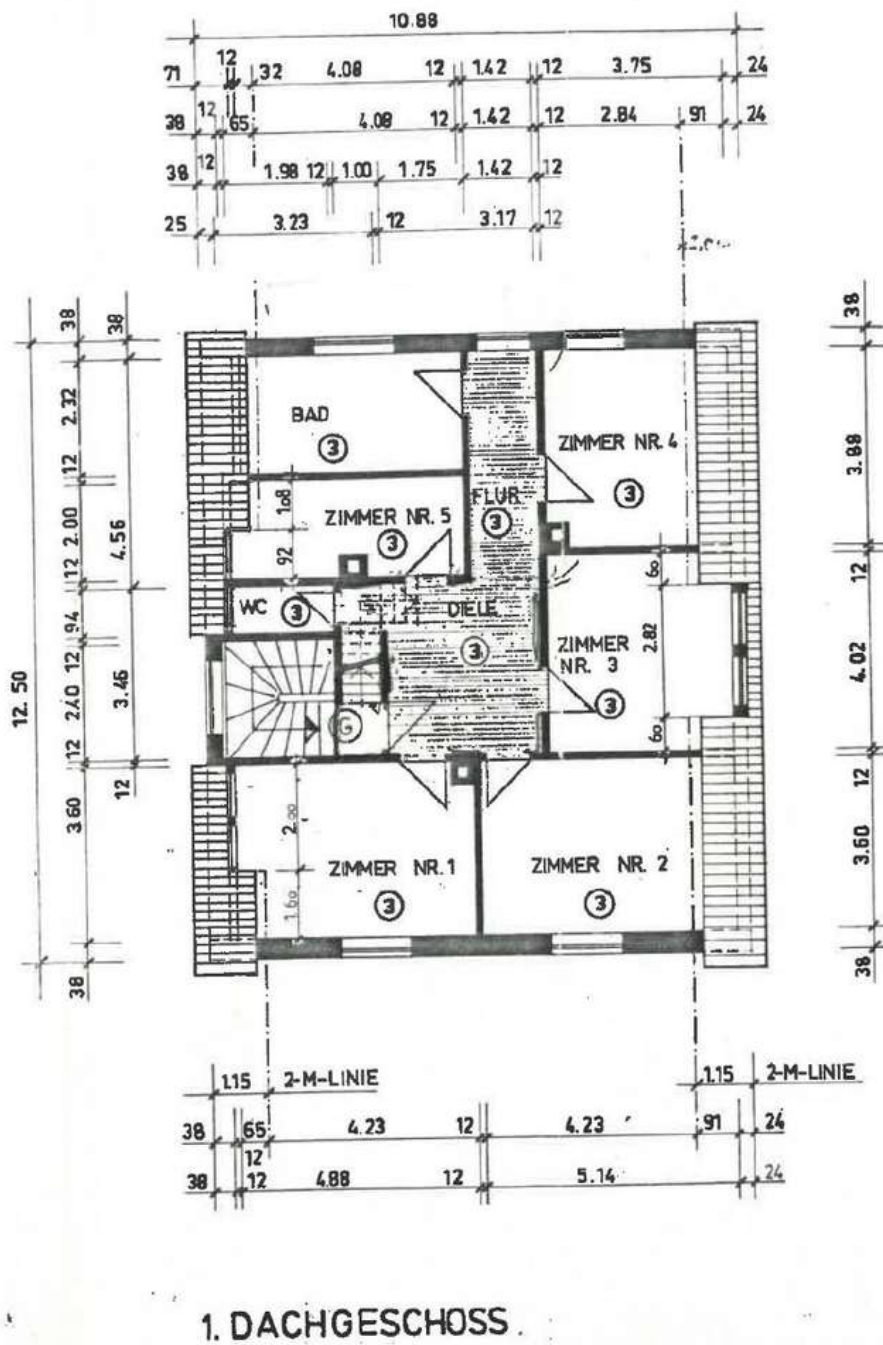 10.88
71 12 32 4.08 12 1.42 12 3.75 24
38 12 65 4.08 12 1.42 12 2.84 91 24
38 12 1.98 12 1.00 1.75 1.42 12
25 3.23 12 3.17 12
12.50
38 2.32 12 2.00 12 94 12 2.40 12 3.60 38
38 4.56 3.46 12
38 3.88 12 4.02 12 3.60 38
BAD
3
ZIMMER NR. 4
3
FLUR
3
1.08
92
ZIMMER NR. 5
3
WC
3
DIELE
3
60
2.82
60
ZIMMER
NR. 3
3
G
2.00
1.60
ZIMMER NR. 1
3
ZIMMER NR. 2
3
1.15 2-M-LINIE
1.15 2-M-LINIE
38 65 4.23 12 4.23 91 24
12
38 12 4.88 12 5.14 24
1. DACHGESCHOSS